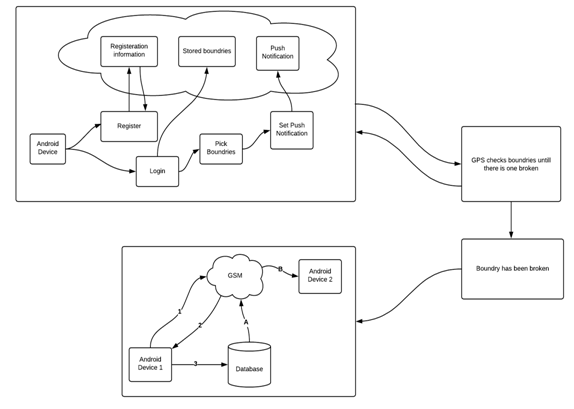 Registeration
information
Stored boundries
Push
Notification
Register
Set Push
Notification
Android
Device
Pick
Boundries
Login
GPS checks boundries untill
there is one broken
Boundry has been broken
GSM
B
Android
Device 2
1
2
A
Android
Device 1
3
Database